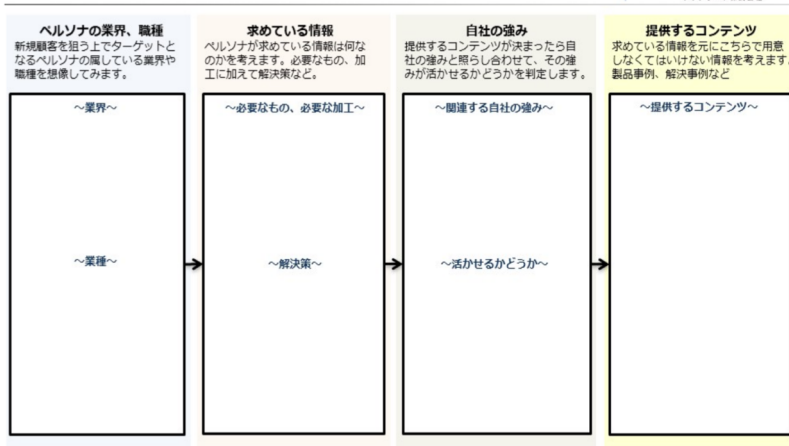 ペルソナの業界、職種
新規顧客を狙う上でターゲットと
なるペルソナの属している業界や
職種を想像してみます。
～業界～
～業種～
求めている情報
ペルソナが求めている情報は何な
のかを考えます。必要なもの、加
工に加えて解決策など。
～必要なもの、必要な加工～
～解決策～
自社の強み
提供するコンテンツが決まったら自
社の強みと照らし合わせて、その強
みが活かせるかどうかを判定します。
～関連する自社の強み～
～活かせるかどうか～
提供するコンテンツ
求めている情報を元にこちらで用意
しなくてはいけない情報を考えます。
製品事例、解決事例など
～提供するコンテンツ～